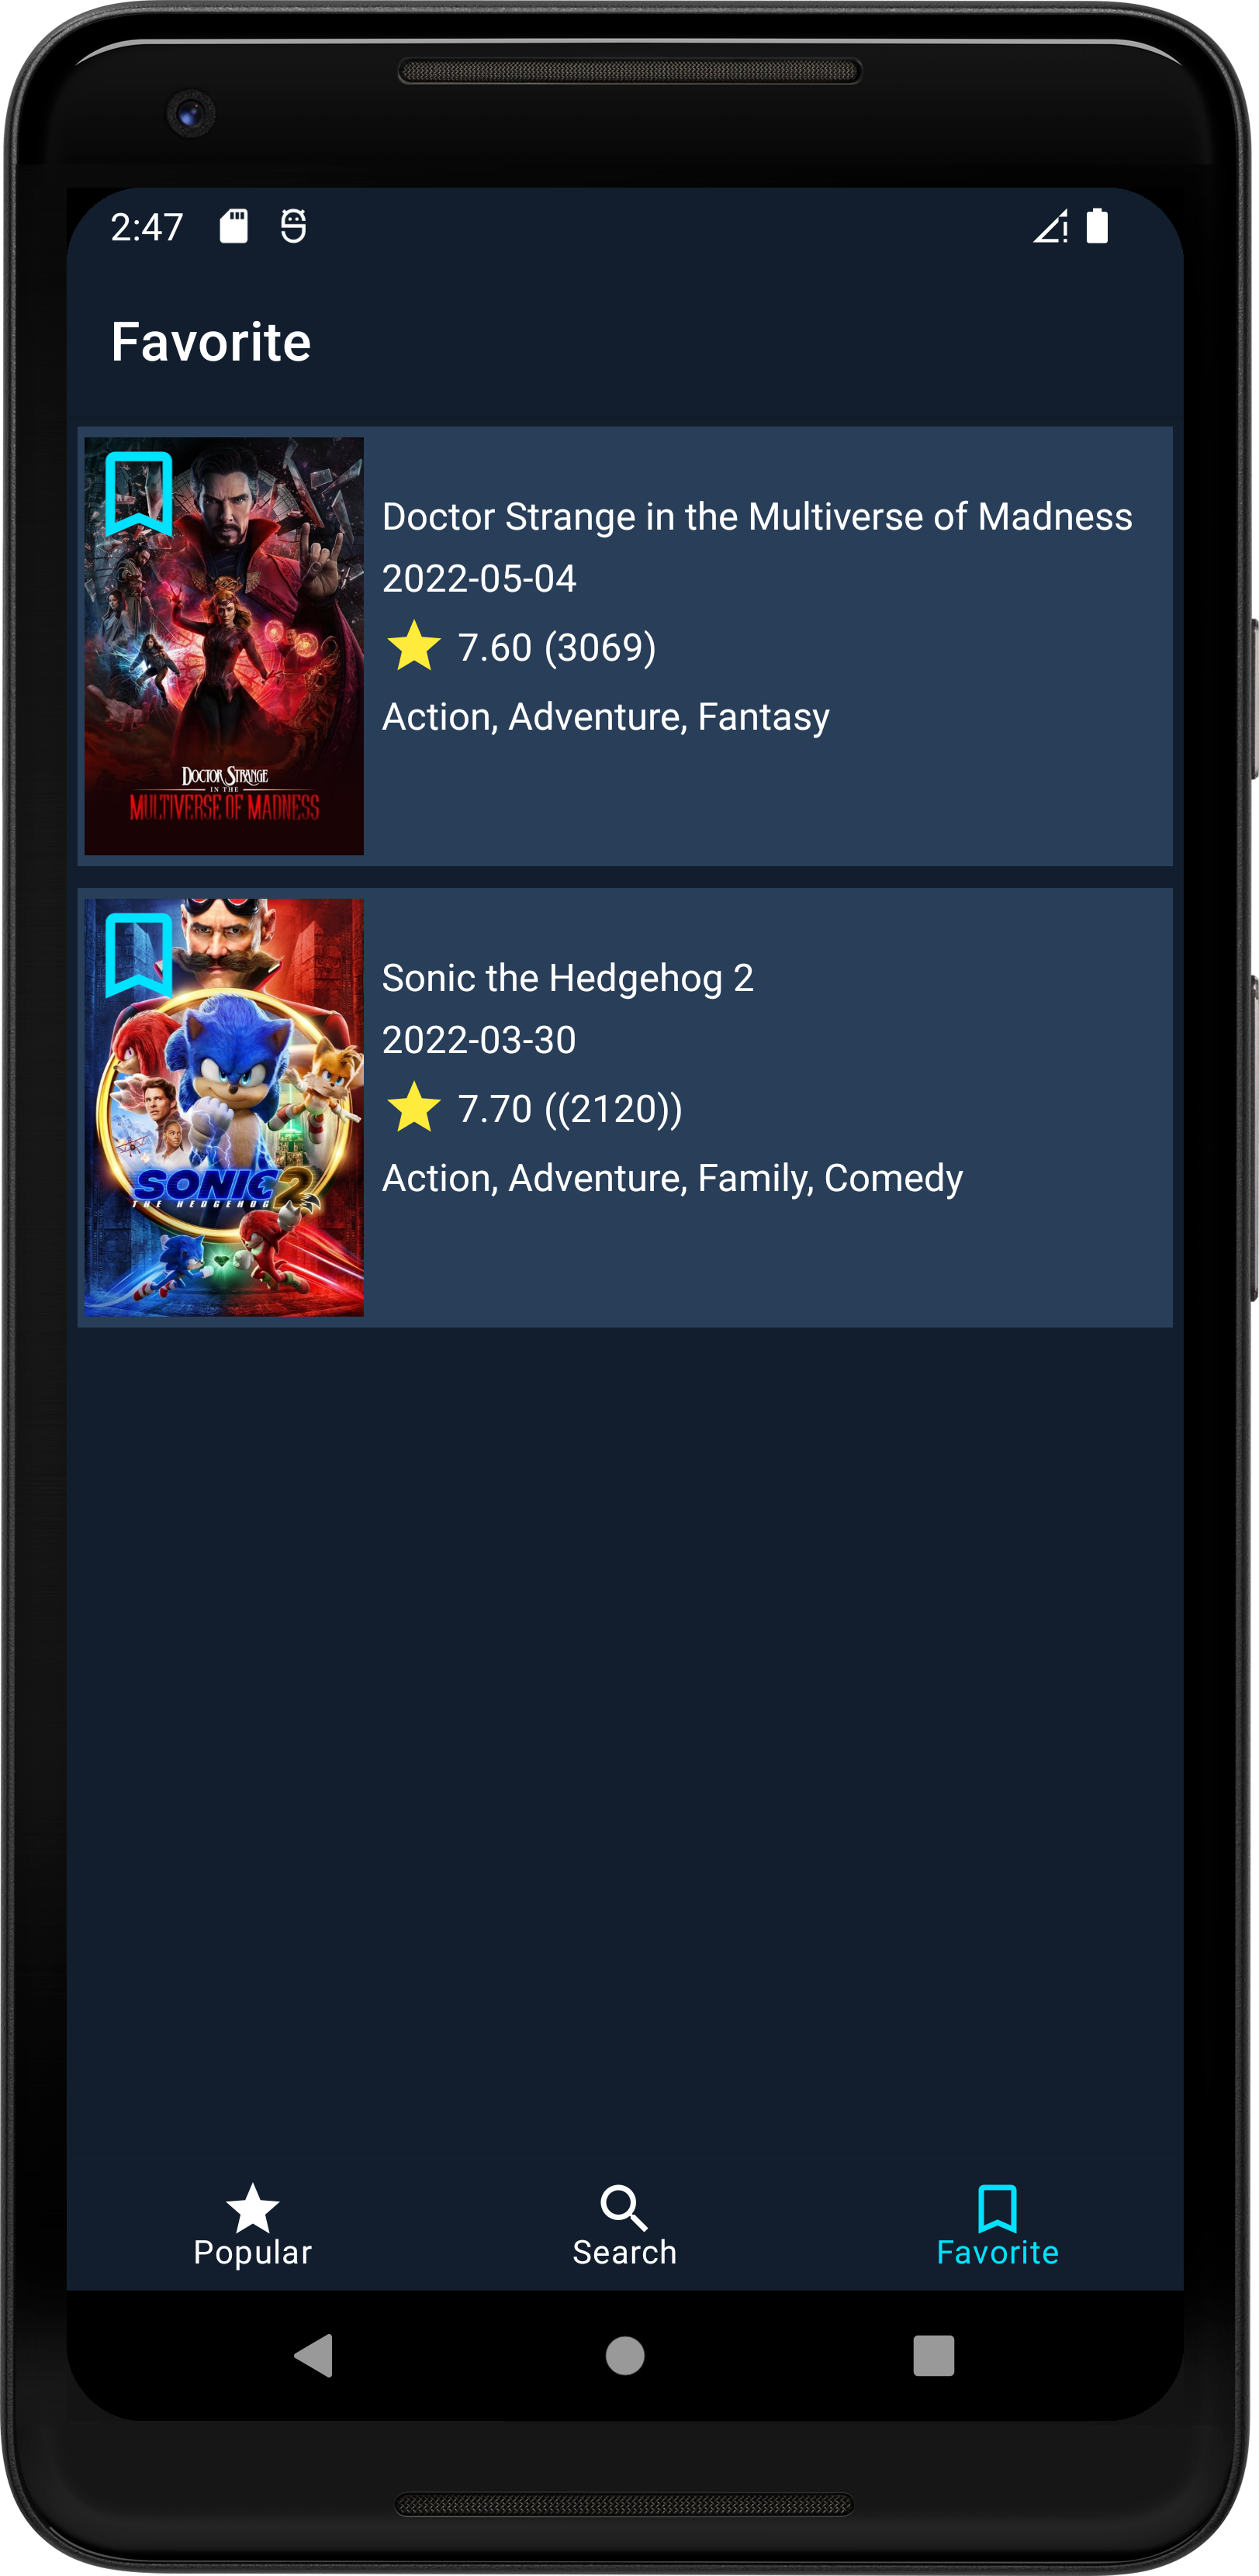 2:47
Favorite
DOCTOR STRANGE
IN THE
MULTIVERSE OF MADNESS
Doctor Strange in the Multiverse of Madness
2022-05-04
7.60 (3069)
Action, Adventure, Fantasy
SONIC 2
THE HEDGEHOG
Sonic the Hedgehog 2
2022-03-30
7.70 ((2120))
Action, Adventure, Family, Comedy
Popular
Search
Favorite